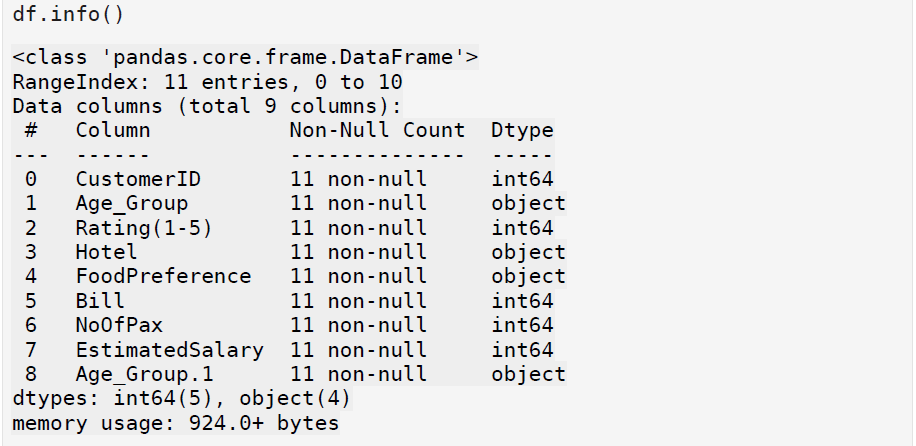 df.info()
<class 'pandas.core.frame.DataFrame'>
RangeIndex: 11 entries, 0 to 10
Data columns (total 9 columns):
 #   Column           Non-Null Count  Dtype
---  ------           --------------  -----
 0   CustomerID       11 non-null     int64
 1   Age_Group        11 non-null     object
 2   Rating(1-5)      11 non-null     int64
 3   Hotel            11 non-null     object
 4   FoodPreference   11 non-null     object
 5   Bill             11 non-null     int64
 6   NoOfPax          11 non-null     int64
 7   EstimatedSalary  11 non-null     int64
 8   Age_Group.1      11 non-null     object
dtypes: int64(5), object(4)
memory usage: 924.0+ bytes